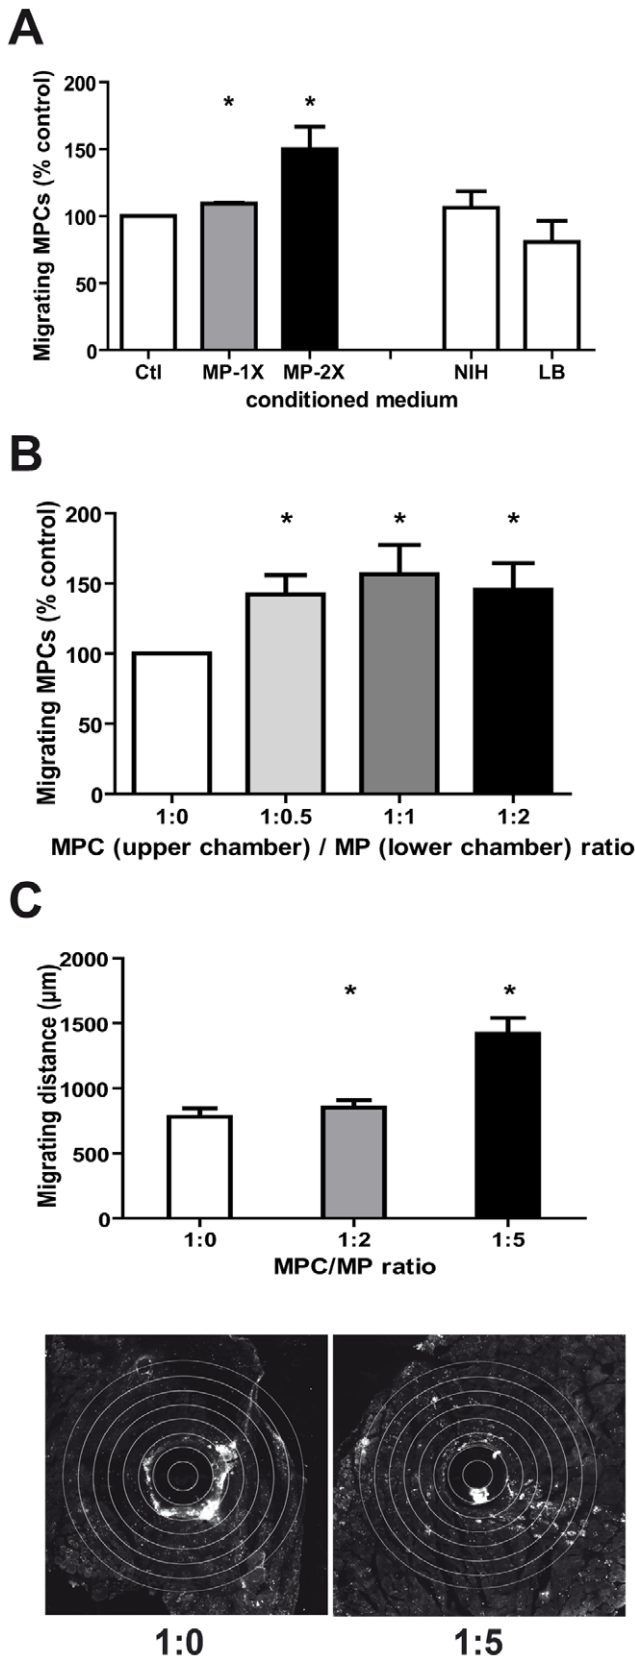 A
Migrating MPCs (% control)
200
150
100
50
0
*
*
Ctl MP-1X MP-2X NIH LB
conditioned medium
B
Migrating MPCs (% control)
200
150
100
50
0
*
*
*
1:0 1:0.5 1:1 1:2
MPC (upper chamber) / MP (lower chamber) ratio
C
Migrating distance (µm)
2000
1500
1000
500
0
*
*
1:0 1:2 1:5
MPC/MP ratio
1:0 1:5